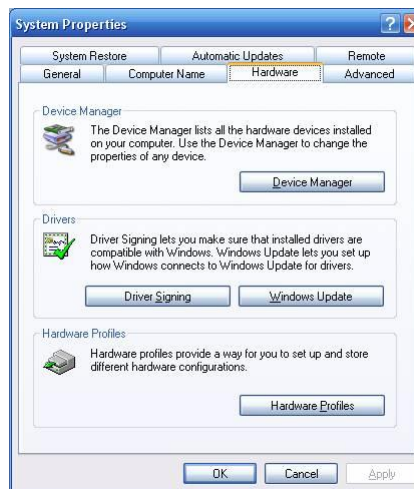 System Properties
System Restore Automatic Updates Remote
General Computer Name Hardware Advanced
Device Manager
The Device Manager lists all the hardware devices installed
on your computer. Use the Device Manager to change the
properties of any device.
Device Manager
Drivers
Driver Signing lets you make sure that installed drivers are
compatible with Windows. Windows Update lets you set up
how Windows connects to Windows Update for drivers.
Driver Signing Windows Update
Hardware Profiles
Hardware profiles provide a way for you to set up and store
different hardware configurations.
Hardware Profiles
OK Cancel Apply